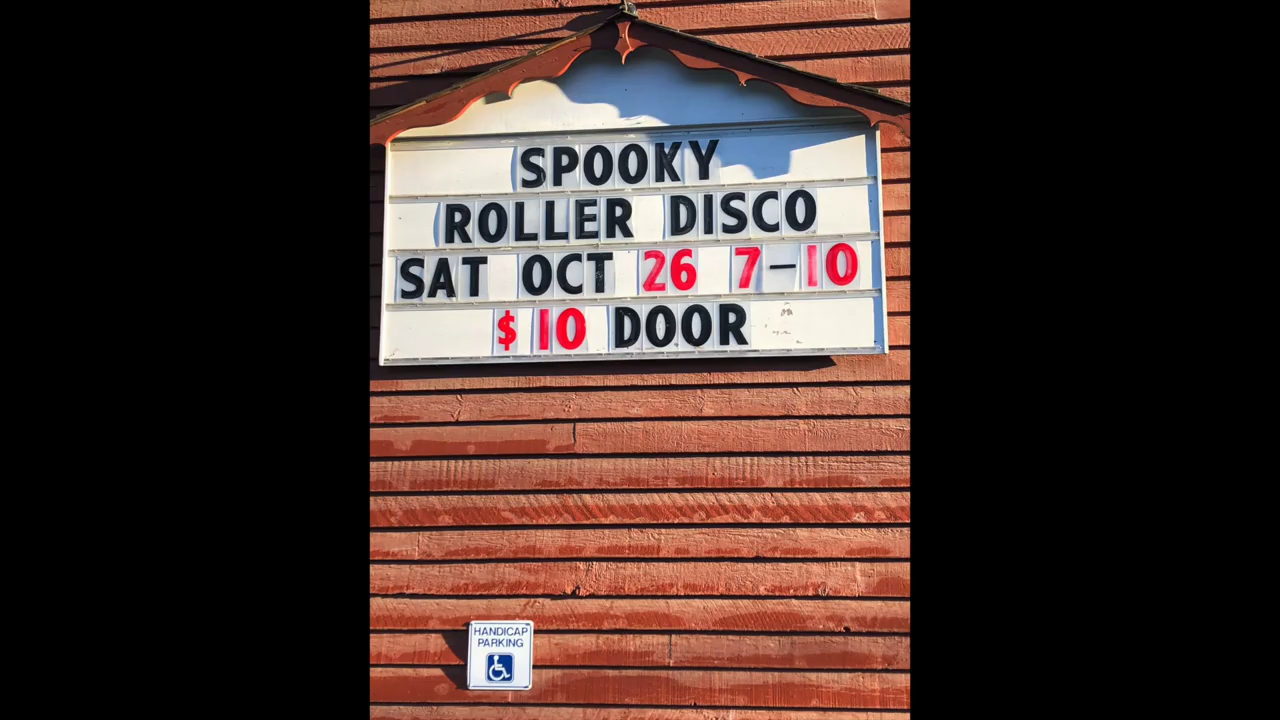 SPOOKY
ROLLER DISCO
SAT OCT 26 7-10
$10 DOOR
HANDICAP
PARKING